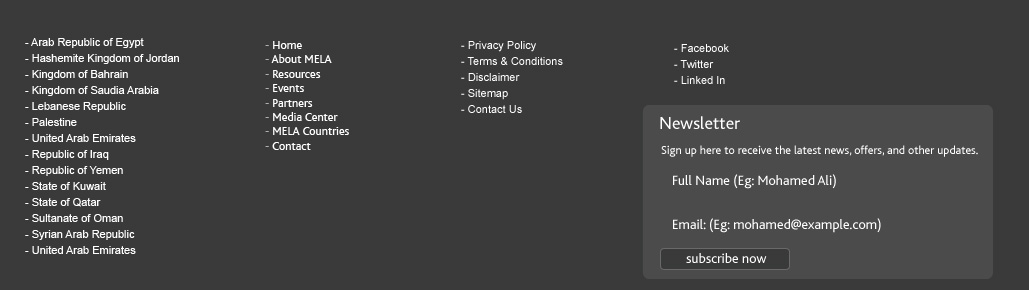 - Arab Republic of Egypt
- Hashemite Kingdom of Jordan
- Kingdom of Bahrain
- Kingdom of Saudia Arabia
- Lebanese Republic
- Palestine
- United Arab Emirates
- Republic of Iraq
- Republic of Yemen
- State of Kuwait
- State of Qatar
- Sultanate of Oman
- Syrian Arab Republic
- United Arab Emirates
- Home
- About MELA
- Resources
- Events
- Partners
- Media Center
- MELA Countries
- Contact
- Privacy Policy
- Terms & Conditions
- Disclaimer
- Sitemap
- Contact Us
- Facebook
- Twitter
- Linked In
Newsletter
Sign up here to receive the latest news, offers, and other updates.
Full Name (Eg: Mohamed Ali)
Email: (Eg: mohamed@example.com)
subscribe now